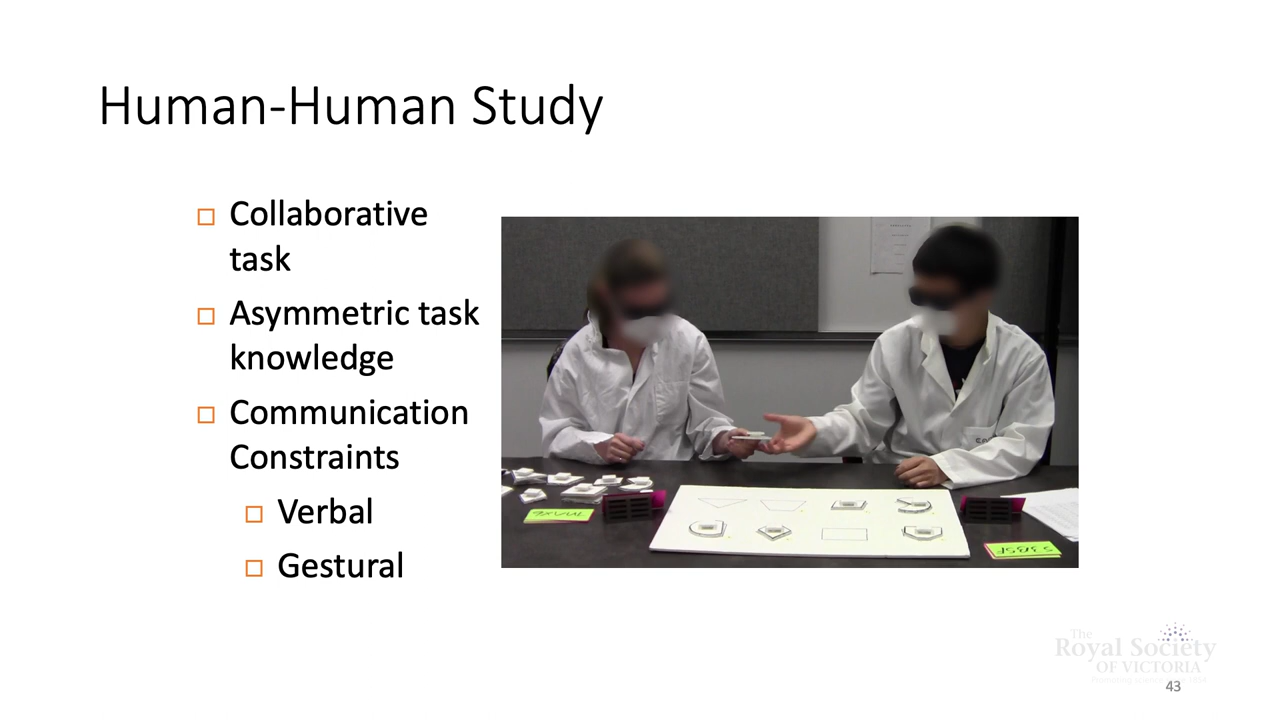 Human-Human Study
Collaborative
task
Asymmetric task
knowledge
Communication
Constraints
Verbal
Gestural
The
Royal Society
OF VICTORIA
43